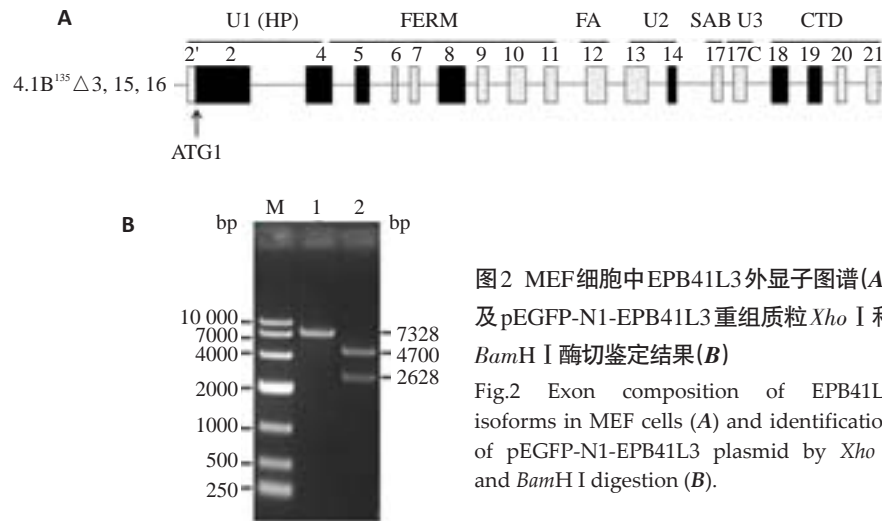 A
U1 (HP) FERM FA U2 SAB U3 CTD
2' 2 4 5 6 7 8 9 10 11 12 13 14 17 17C 18 19 20 21
4.1B¹³⁵△3, 15, 16
ATG1
B
bp M 1 2 bp
10 000
7000
4000
2000
1000
500
250
7328
4700
2628
图2 MEF细胞中EPB41L3外显子图谱(A
及pEGFP-N1-EPB41L3重组质粒Xho Ⅰ和
BamH Ⅰ酶切鉴定结果(B)
Fig.2 Exon composition of EPB41L
isoforms in MEF cells (A) and identification
of pEGFP-N1-EPB41L3 plasmid by Xho
and BamH I digestion (B).